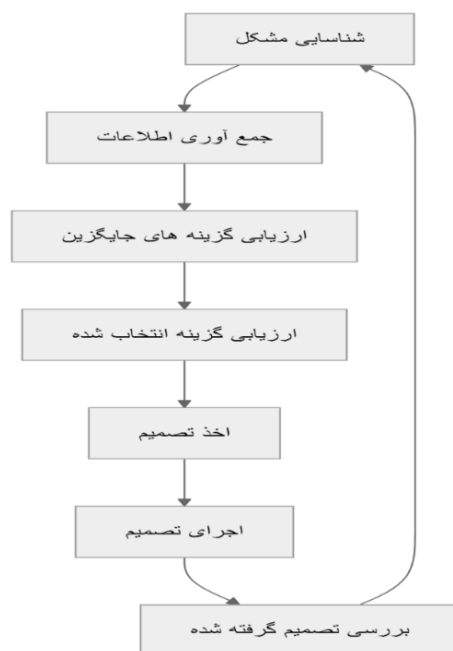 شناسایی مشکل
جمع آوری اطلاعات
ارزیابی گزینه های جایگزین
ارزیابی گزینه انتخاب شده
اخذ تصمیم
اجرای تصمیم
بررسی تصمیم گرفته شده